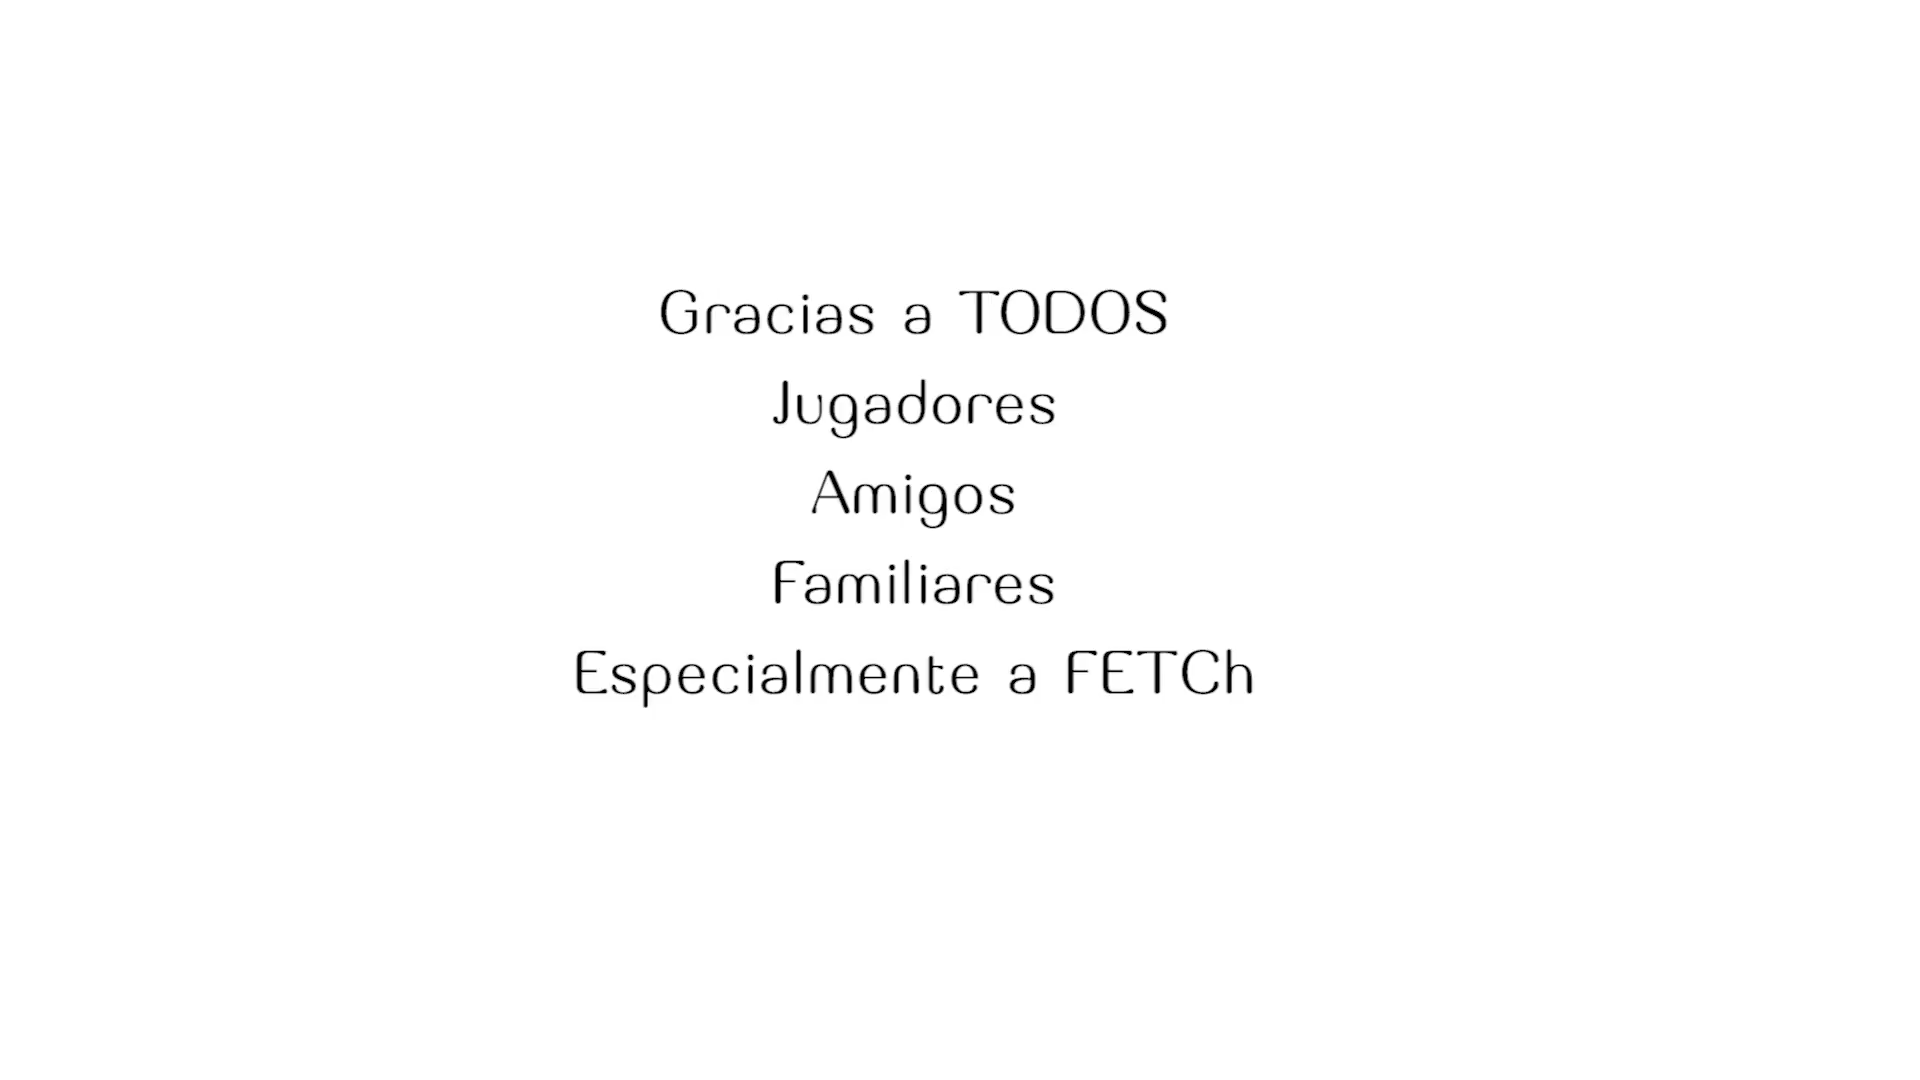 Gracias a TODOS
Jugadores
Amigos
Familiares
Especialmente a FETCh